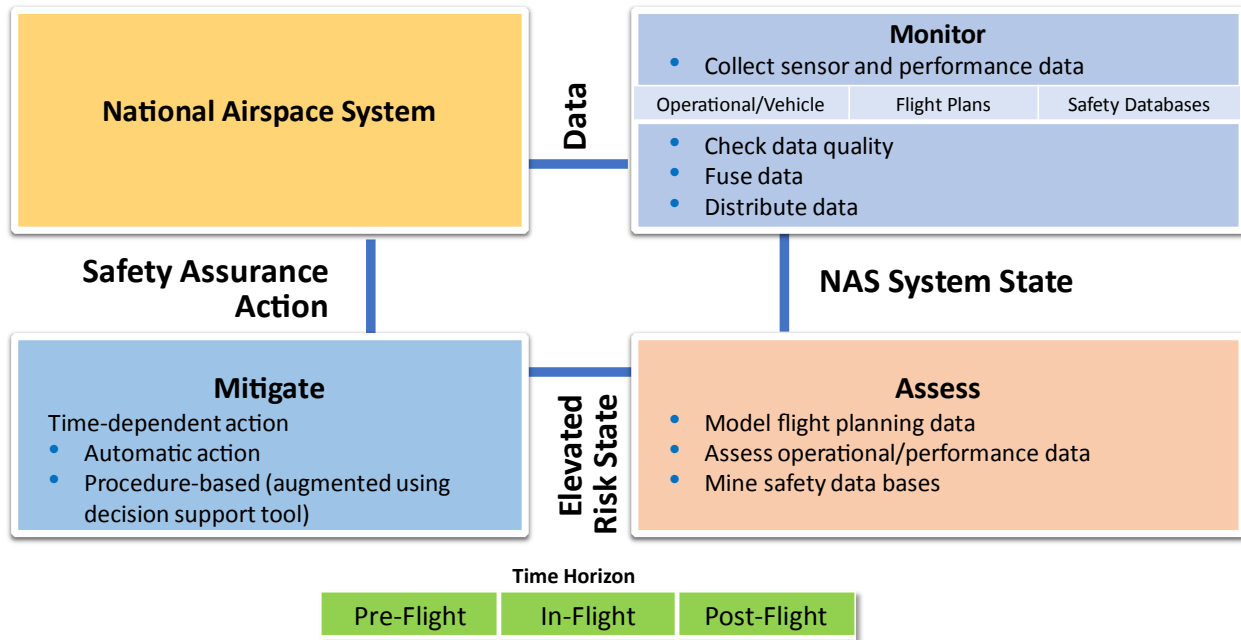 National Airspace System
Data
Monitor
• Collect sensor and performance data
Operational/Vehicle
Flight Plans
Safety Databases
• Check data quality
• Fuse data
• Distribute data
Safety Assurance
Action
NAS System State
Mitigate
Time-dependent action
• Automatic action
• Procedure-based (augmented using
decision support tool)
Elevated
Risk State
Assess
• Model flight planning data
• Assess operational/performance data
• Mine safety data bases
Time Horizon
Pre-Flight
In-Flight
Post-Flight